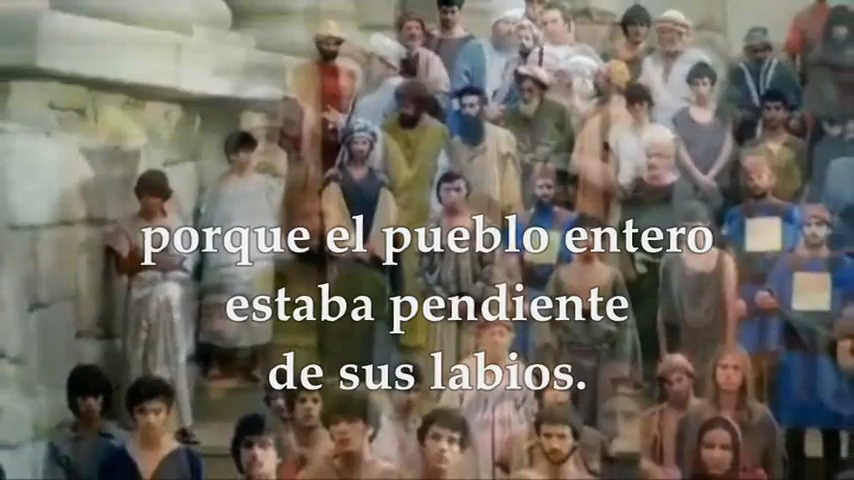 porque el pueblo entero
estaba pendiente
de sus labios.